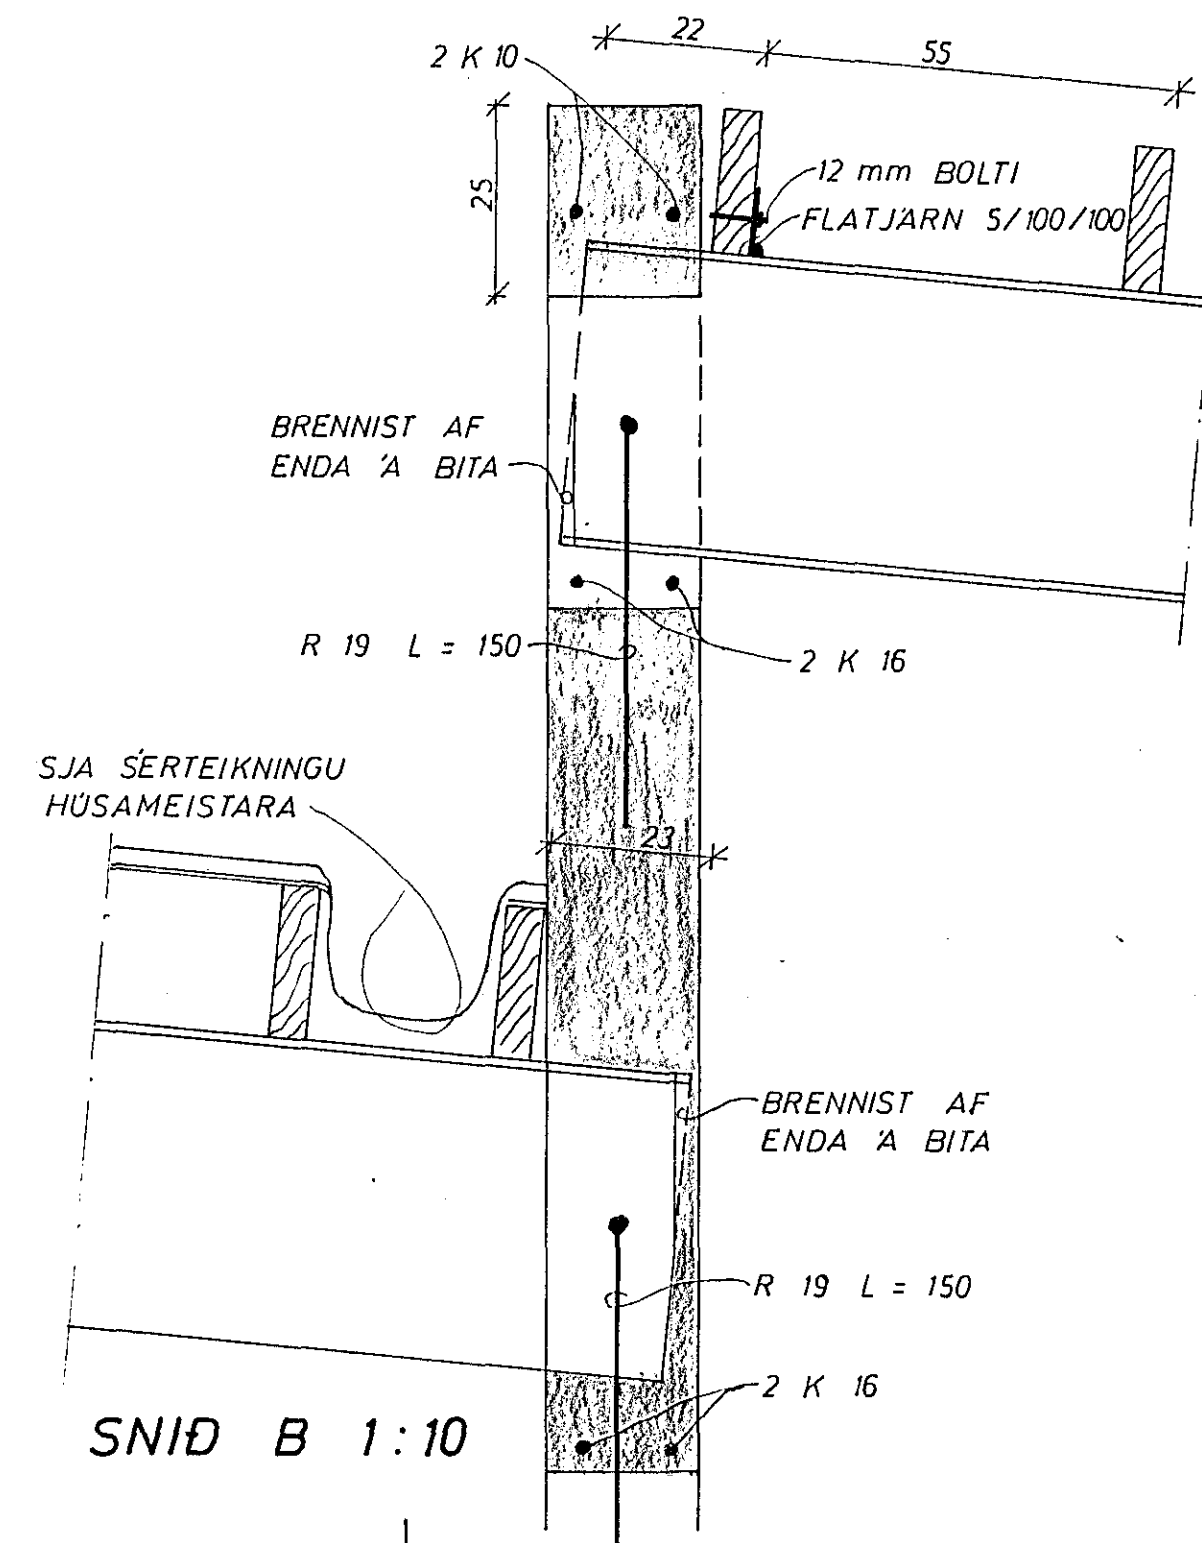 22
55
2 K 10
25
12 mm BOLTI
FLATJÁRN 5/100/100
BRENNIST AF
ENDA Á BITA
R 19 L = 150
2 K 16
SJA SÉRTEIKNINGU
HÚSAMEISTARA
23
BRENNIST AF
ENDA Á BITA
R 19 L = 150
2 K 16
SNIÐ B 1:10